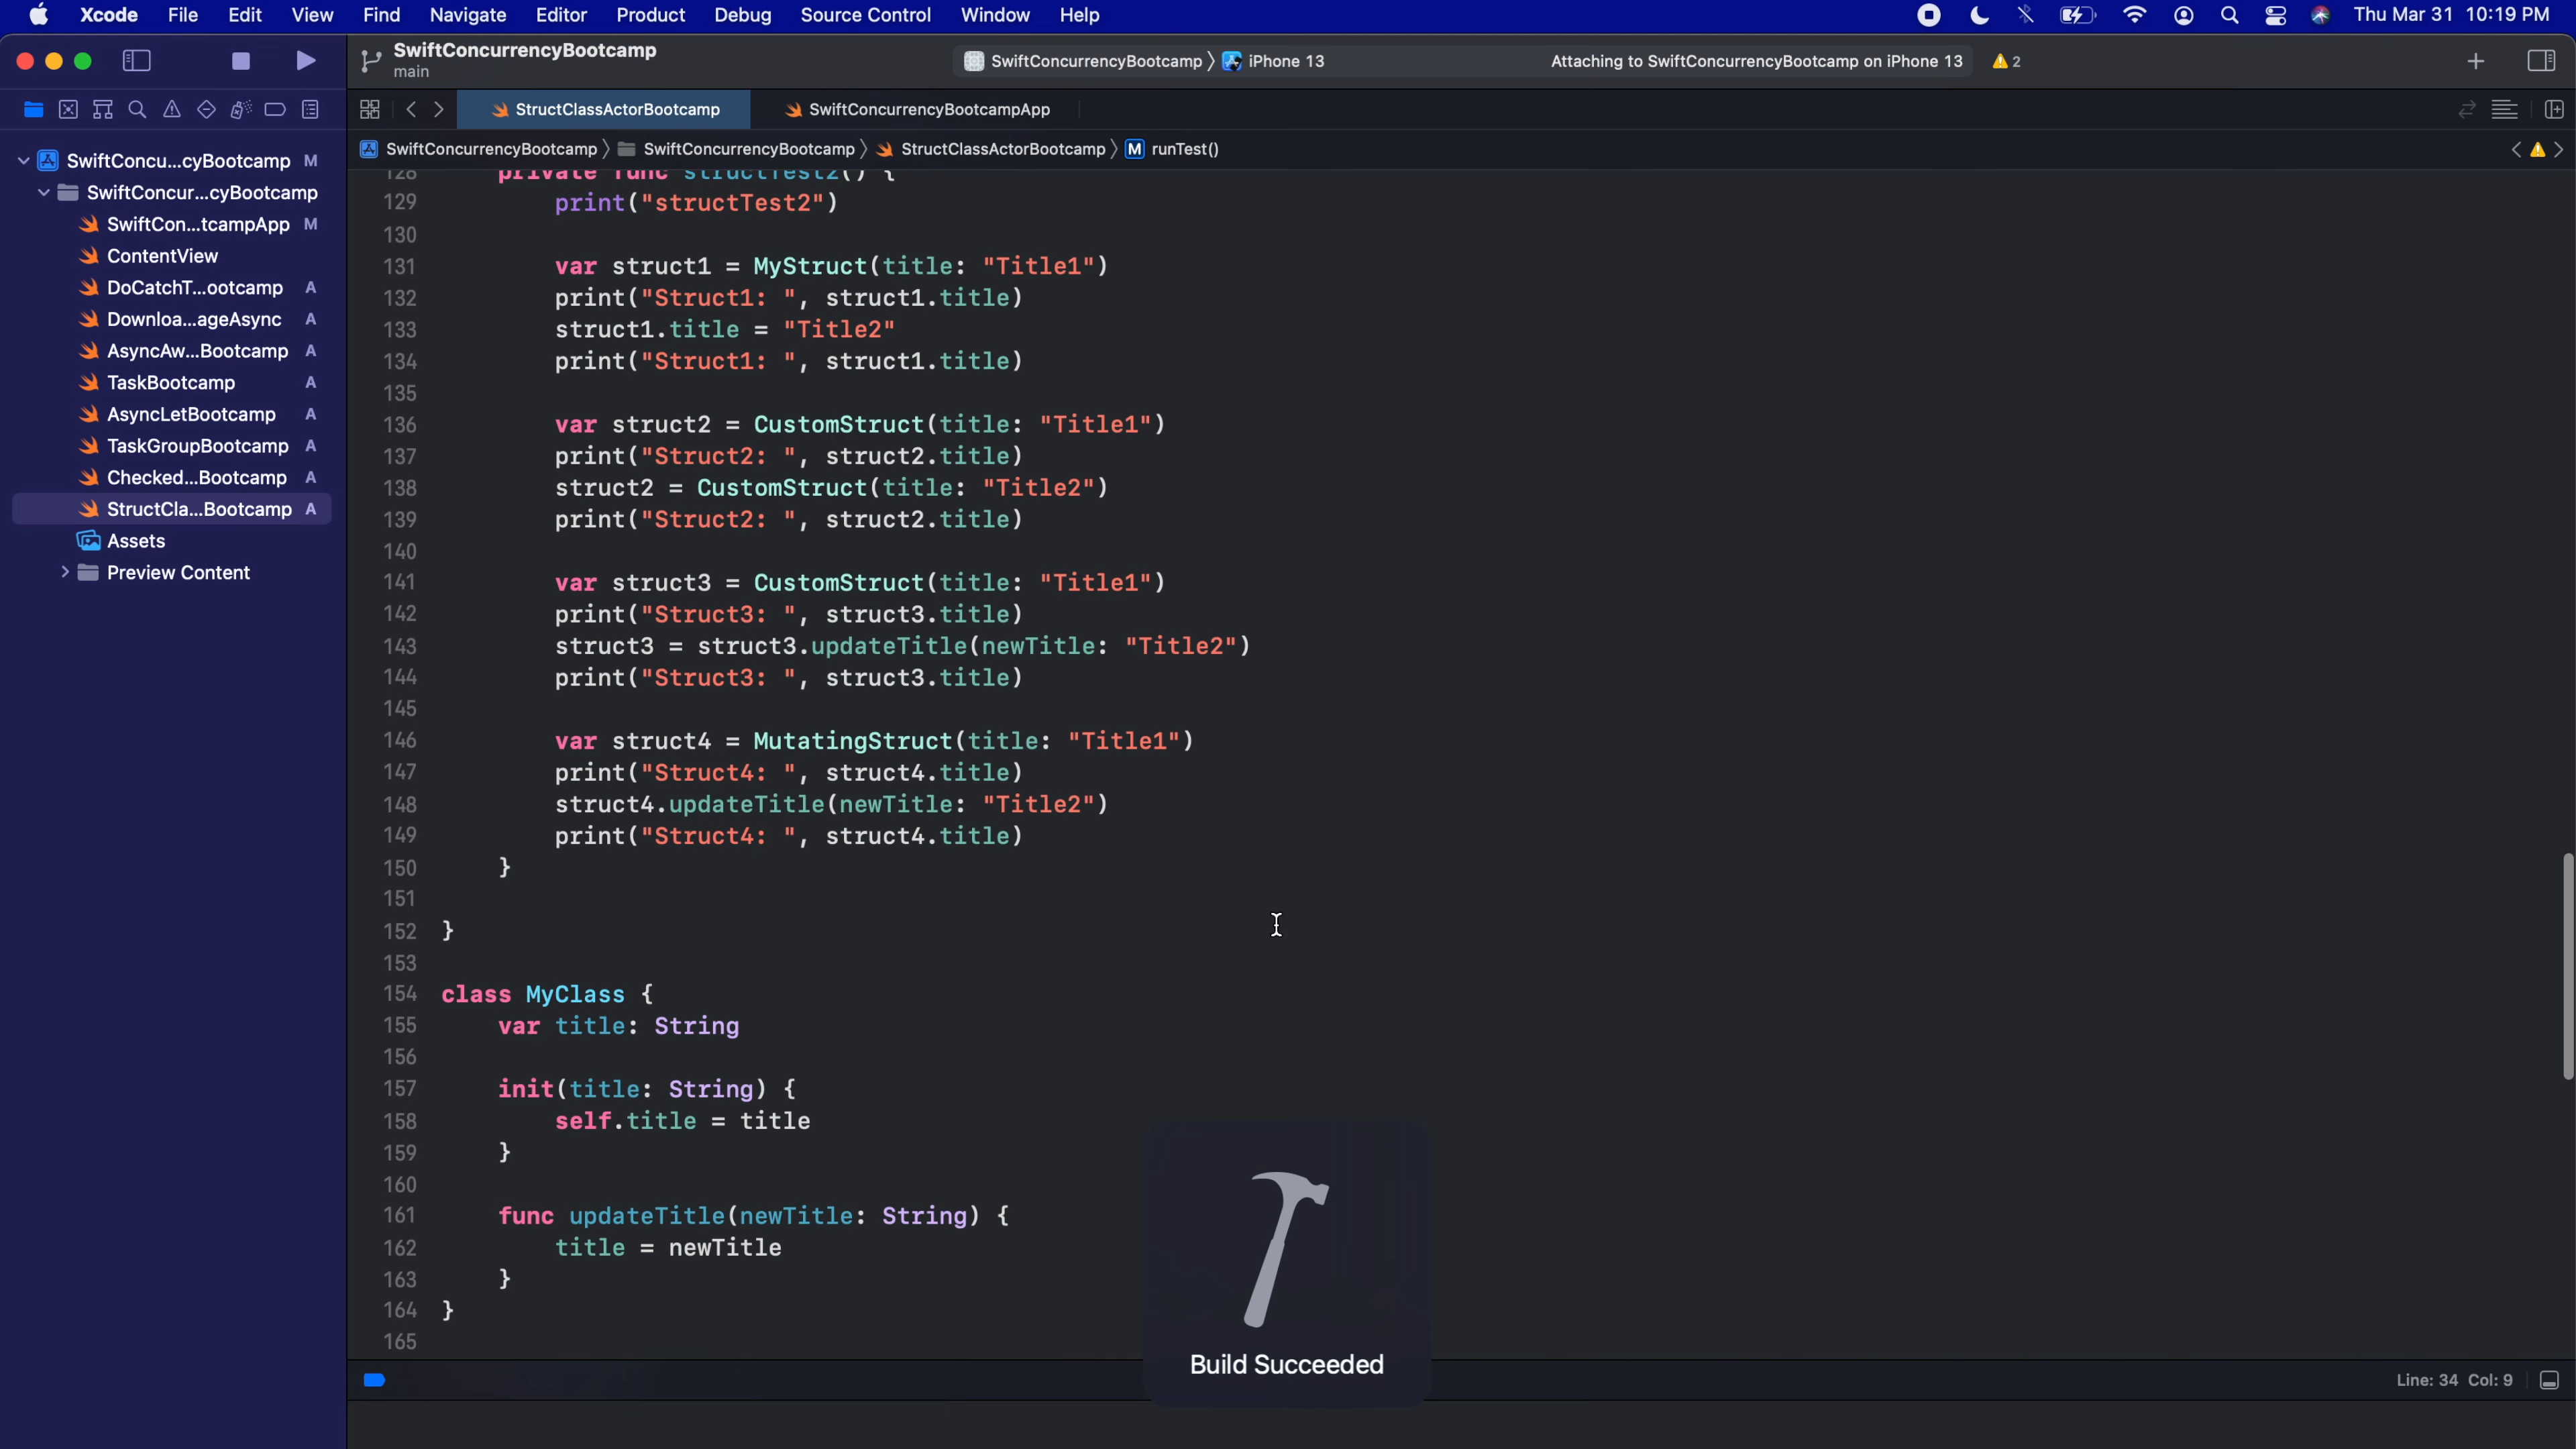 Xcode File Edit View Find Navigate Editor Product Debug Source Control Window Help Thu Mar 31 10:19 PM
SwiftConcurrencyBootcamp
main
SwiftConcurrencyBootcamp iPhone 13 Attaching to SwiftConcurrencyBootcamp on iPhone 13 2
StructClassActorBootcamp SwiftConcurrencyBootcampApp
SwiftConcurrencyBootcamp SwiftConcurrencyBootcamp StructClassActorBootcamp M runTest()
SwiftConcu...cyBootcamp M
SwiftConcur...cyBootcamp
SwiftCon...tcampApp M
ContentView
DoCatchT...ootcamp A
Downloa...ageAsync A
AsyncAw...Bootcamp A
TaskBootcamp A
AsyncLetBootcamp A
TaskGroupBootcamp A
Checked...Bootcamp A
StructCla...Bootcamp A
Assets
Preview Content
128 private func structTest2() {
129 print("structTest2")
130
131 var struct1 = MyStruct(title: "Title1")
132 print("Struct1: ", struct1.title)
133 struct1.title = "Title2"
134 print("Struct1: ", struct1.title)
135
136 var struct2 = CustomStruct(title: "Title1")
137 print("Struct2: ", struct2.title)
138 struct2 = CustomStruct(title: "Title2")
139 print("Struct2: ", struct2.title)
140
141 var struct3 = CustomStruct(title: "Title1")
142 print("Struct3: ", struct3.title)
143 struct3 = struct3.updateTitle(newTitle: "Title2")
144 print("Struct3: ", struct3.title)
145
146 var struct4 = MutatingStruct(title: "Title1")
147 print("Struct4: ", struct4.title)
148 struct4.updateTitle(newTitle: "Title2")
149 print("Struct4: ", struct4.title)
150 }
151
152 }
153
154 class MyClass {
155 var title: String
156
157 init(title: String) {
158 self.title = title
159 }
160
161 func updateTitle(newTitle: String) {
162 title = newTitle
163 }
164 }
165
Build Succeeded
Line: 34 Col: 9